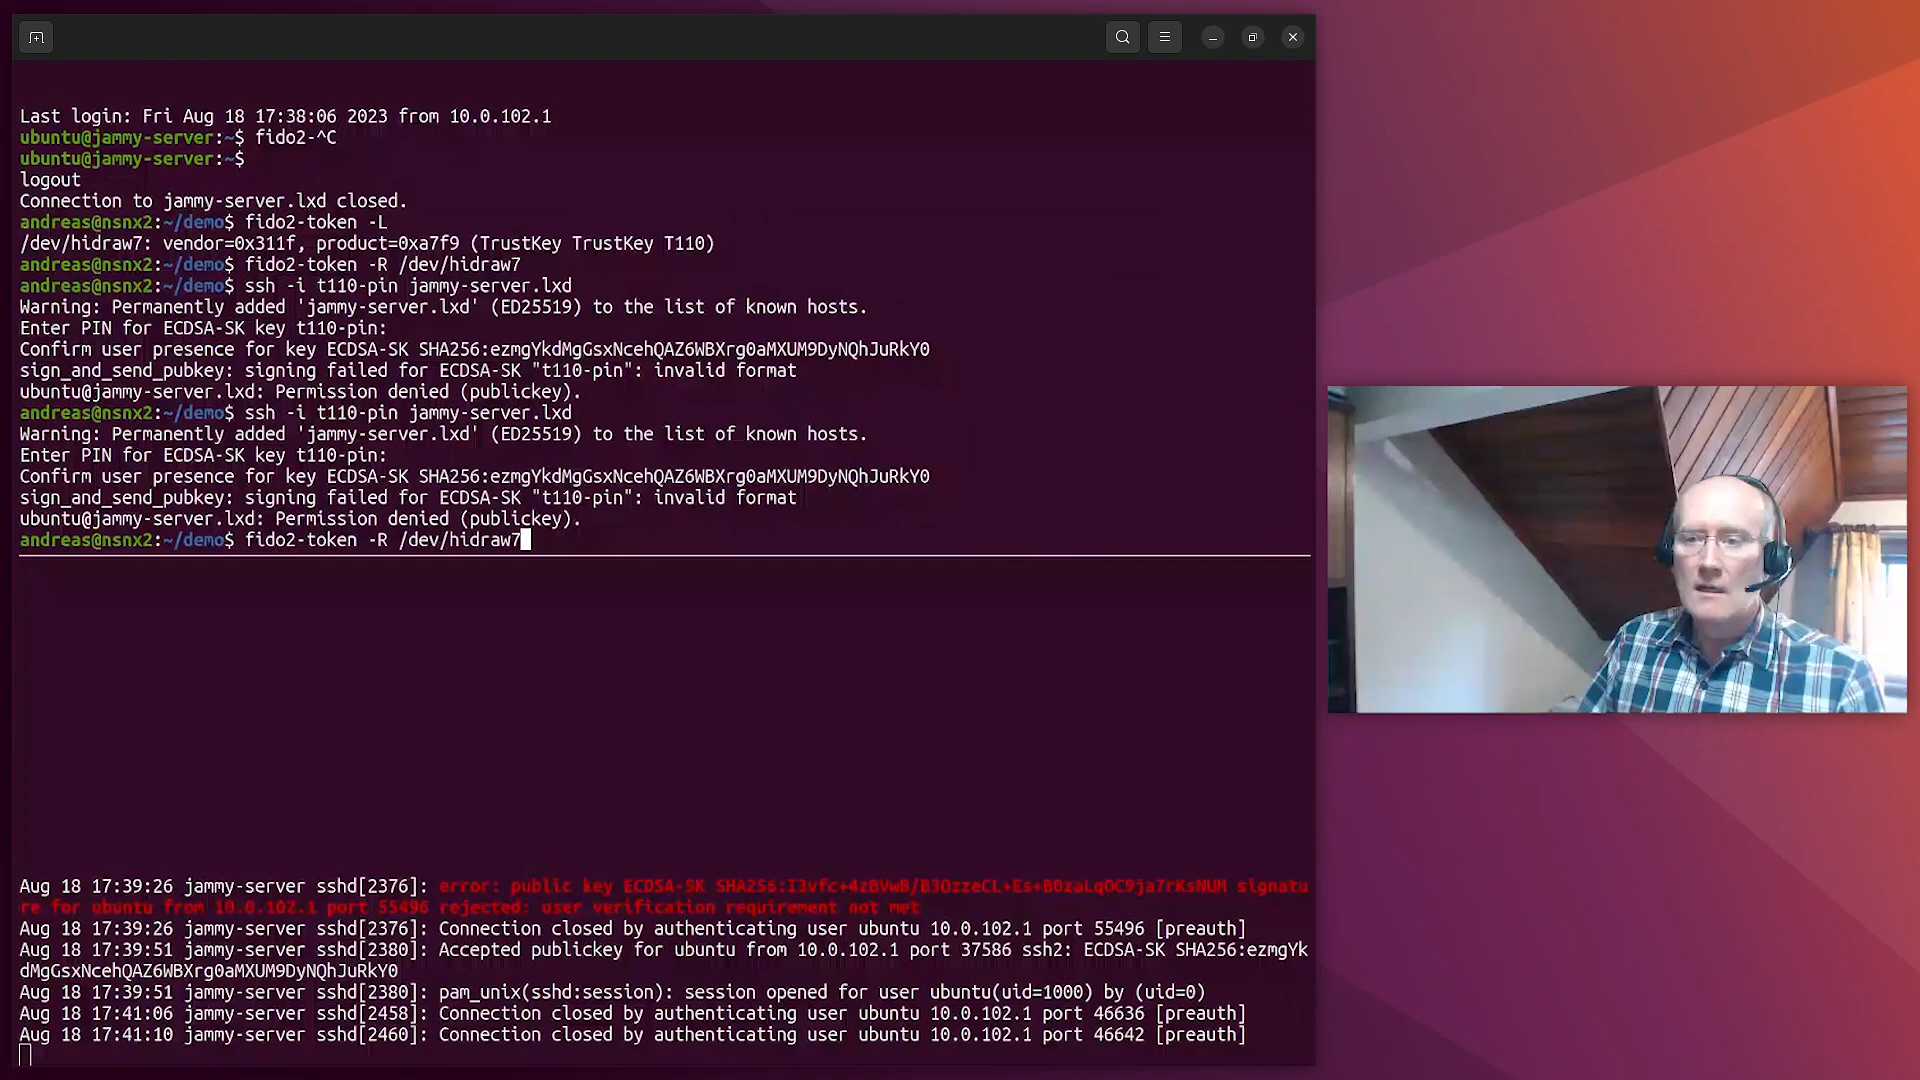 Last login: Fri Aug 18 17:38:06 2023 from 10.0.102.1
ubuntu@jammy-server:~$ fido2-^C
ubuntu@jammy-server:~$
logout
Connection to jammy-server.lxd closed.
andreas@nsnx2:~/demo$ fido2-token -L
/dev/hidraw7: vendor=0x311f, product=0xa7f9 (TrustKey TrustKey T110)
andreas@nsnx2:~/demo$ fido2-token -R /dev/hidraw7
andreas@nsnx2:~/demo$ ssh -i t110-pin jammy-server.lxd
Warning: Permanently added 'jammy-server.lxd' (ED25519) to the list of known hosts.
Enter PIN for ECDSA-SK key t110-pin:
Confirm user presence for key ECDSA-SK SHA256:ezmgYkdMgGsxNcehQAZ6WBXrg0aMXUM9DyNQhJuRkY0
sign_and_send_pubkey: signing failed for ECDSA-SK "t110-pin": invalid format
ubuntu@jammy-server.lxd: Permission denied (publickey).
andreas@nsnx2:~/demo$ ssh -i t110-pin jammy-server.lxd
Warning: Permanently added 'jammy-server.lxd' (ED25519) to the list of known hosts.
Enter PIN for ECDSA-SK key t110-pin:
Confirm user presence for key ECDSA-SK SHA256:ezmgYkdMgGsxNcehQAZ6WBXrg0aMXUM9DyNQhJuRkY0
sign_and_send_pubkey: signing failed for ECDSA-SK "t110-pin": invalid format
ubuntu@jammy-server.lxd: Permission denied (publickey).
andreas@nsnx2:~/demo$ fido2-token -R /dev/hidraw7
Aug 18 17:39:26 jammy-server sshd[2376]: error: public key ECDSA-SK SHA256:I3vfc+4zBVwB/B3OzzeCL+Es+B0zaLqOC9ja7rKsNUM signatu
re for ubuntu from 10.0.102.1 port 55496 rejected: user verification requirement not met
Aug 18 17:39:26 jammy-server sshd[2376]: Connection closed by authenticating user ubuntu 10.0.102.1 port 55496 [preauth]
Aug 18 17:39:51 jammy-server sshd[2380]: Accepted publickey for ubuntu from 10.0.102.1 port 37586 ssh2: ECDSA-SK SHA256:ezmgYk
dMgGsxNcehQAZ6WBXrg0aMXUM9DyNQhJuRkY0
Aug 18 17:39:51 jammy-server sshd[2380]: pam_unix(sshd:session): session opened for user ubuntu(uid=1000) by (uid=0)
Aug 18 17:41:06 jammy-server sshd[2458]: Connection closed by authenticating user ubuntu 10.0.102.1 port 46636 [preauth]
Aug 18 17:41:10 jammy-server sshd[2460]: Connection closed by authenticating user ubuntu 10.0.102.1 port 46642 [preauth]